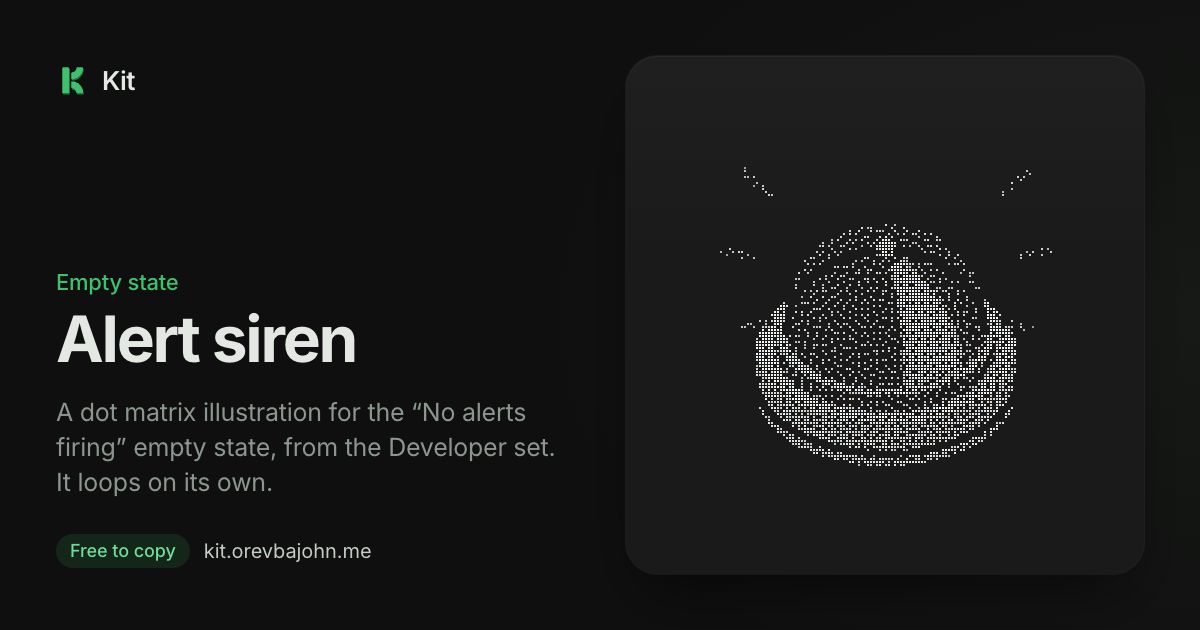 Kit
Empty state
Alert siren
A dot matrix illustration for the “No alerts
firing” empty state, from the Developer set.
It loops on its own.
Free to copy
kit.orevbajohn.me